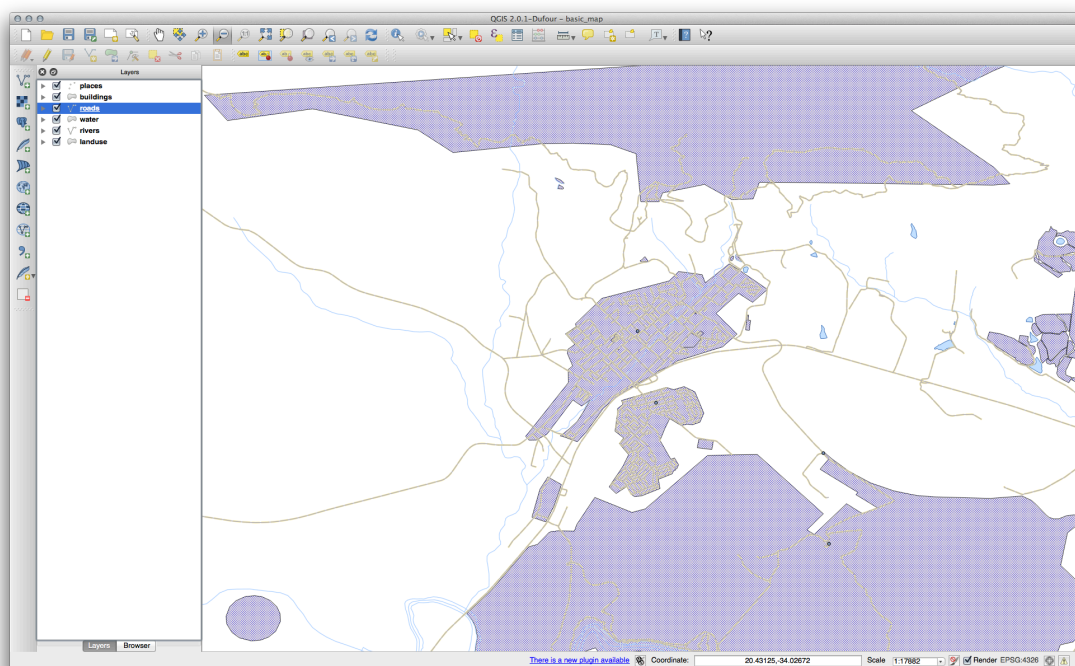 QGIS 2.0.1-Dufour - basic_map
Layers
places
buildings
roads
water
rivers
landuse
Layers Browser
There is a new plugin available Coordinate: 20.43125,-34.02672 Scale 1:17882 Render EPSG:4326